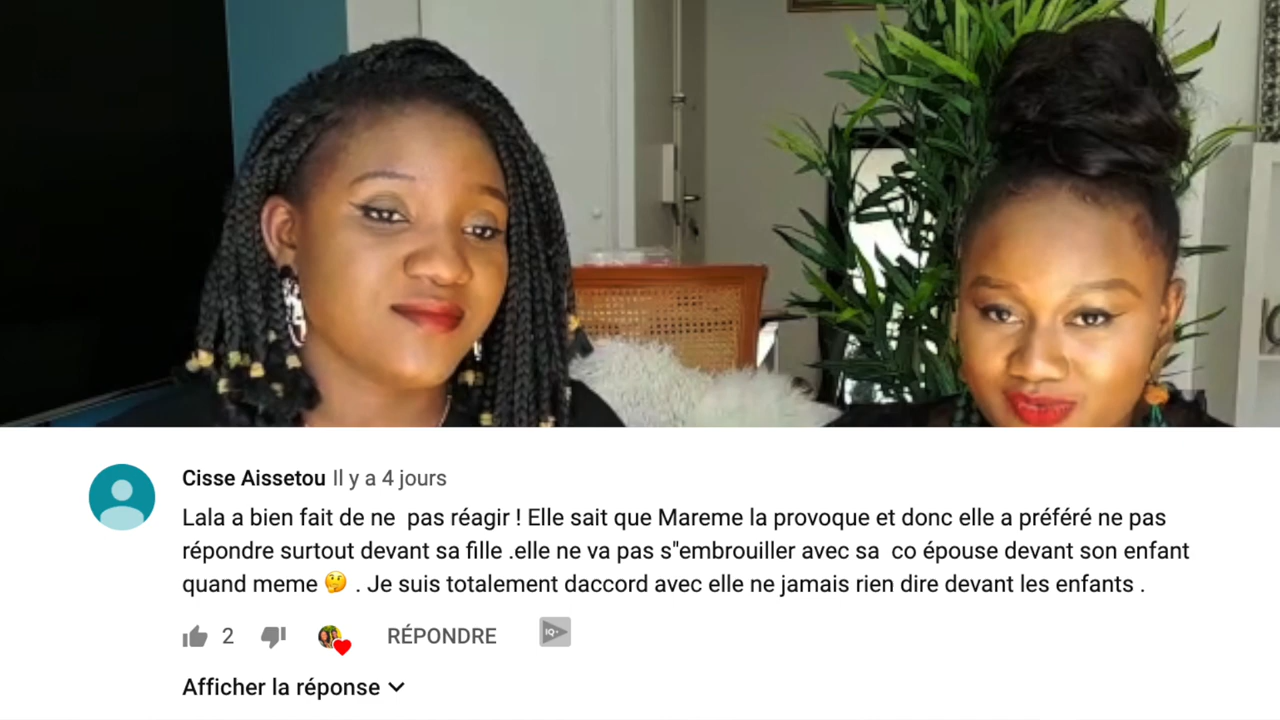 Cisse Aissetou Il y a 4 jours
Lala a bien fait de ne  pas réagir ! Elle sait que Mareme la provoque et donc elle a préféré ne pas
répondre surtout devant sa fille .elle ne va pas s"embrouiller avec sa  co épouse devant son enfant
quand meme 🤔 . Je suis totalement daccord avec elle ne jamais rien dire devant les enfants .
2 RÉPONDRE IQ
Afficher la réponse